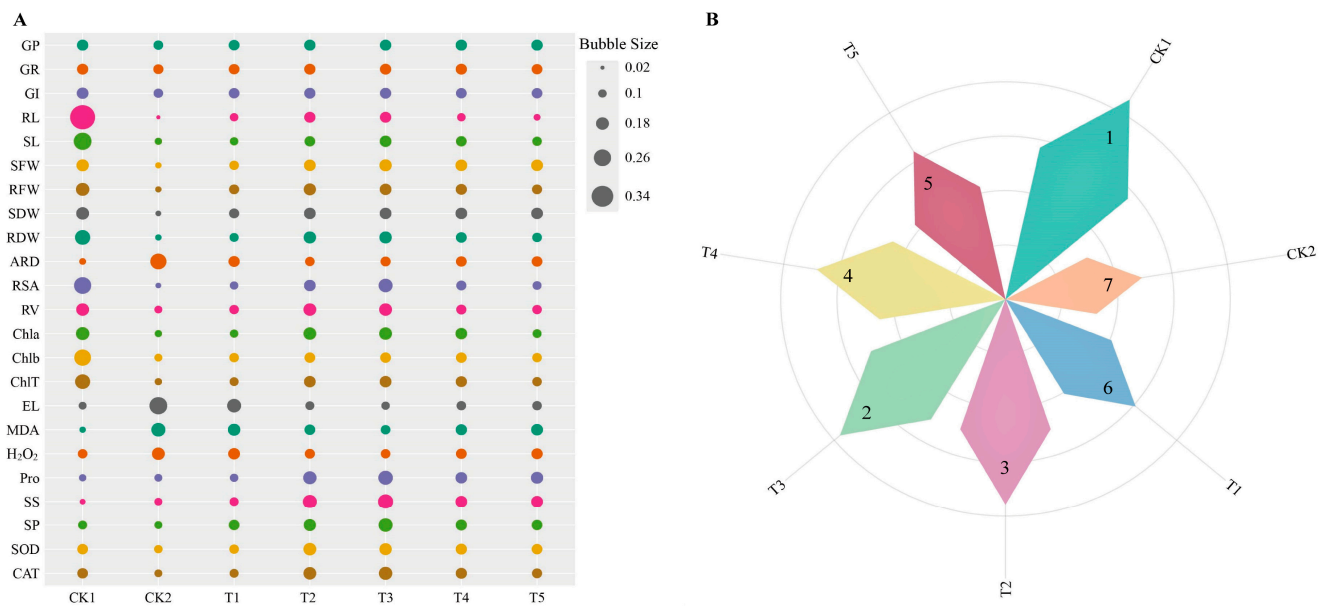 A
GP
GR
GI
RL
SL
SFW
RFW
SDW
RDW
ARD
RSA
RV
Chla
Chlb
ChlT
EL
MDA
H₂O₂
Pro
SS
SP
SOD
CAT
CK1 CK2 T1 T2 T3 T4 T5
Bubble Size
0.02
0.1
0.18
0.26
0.34
B
T5
CK1
1
5
CK2
T4
7
4
6
2
3
T3
T1
T2